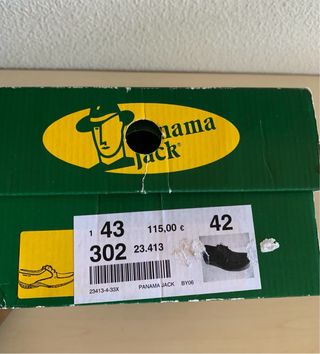 Panama
Jack®
1 43 115,00 € 42
302 23.413
23413-4-33X PANAMA JACK BY06